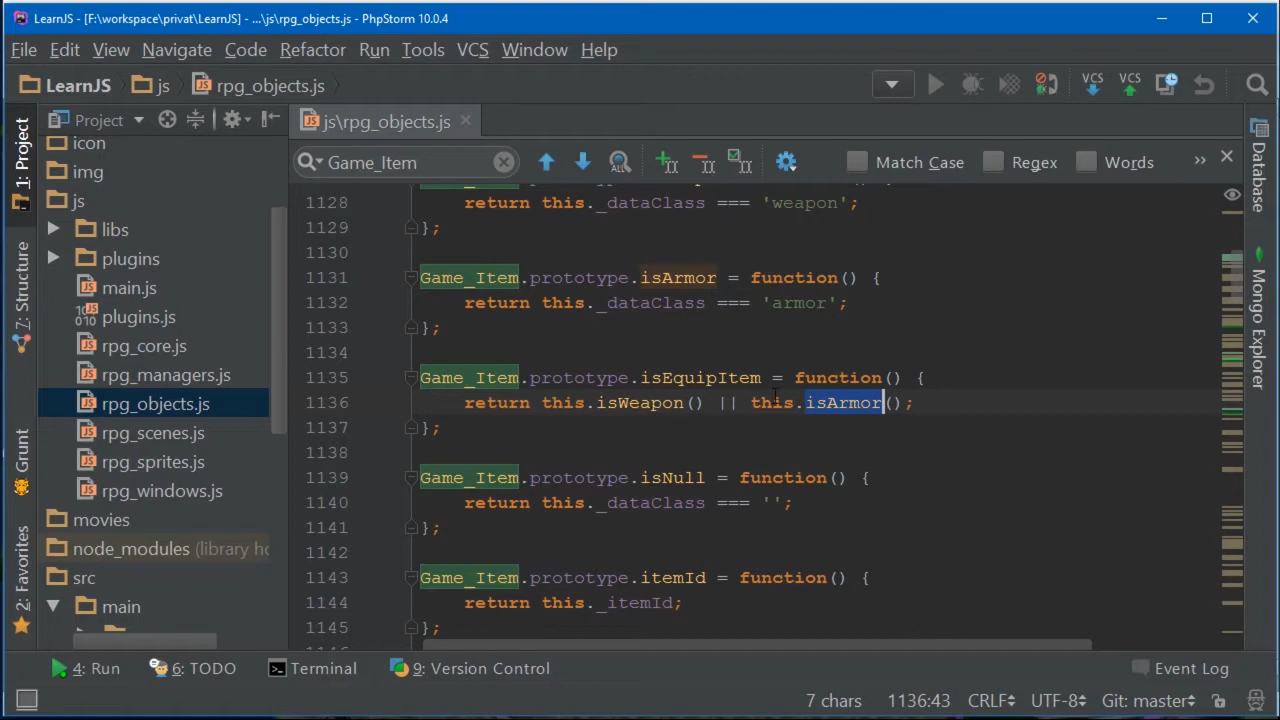 LearnJS - [F:\workspace\privat\LearnJS] - ...\js\rpg_objects.js - PhpStorm 10.0.4
File Edit View Navigate Code Refactor Run Tools VCS Window Help
LearnJS js rpg_objects.js VCS VCS
1: Project
7: Structure
Grunt
2: Favorites
Project
icon
img
js
libs
plugins
main.js
plugins.js
rpg_core.js
rpg_managers.js
rpg_objects.js
rpg_scenes.js
rpg_sprites.js
rpg_windows.js
movies
node_modules (library ho
src
main
js\rpg_objects.js
Game_Item ALL Match Case Regex Words
1128 return this._dataClass === 'weapon';
1129 };
1130
1131 Game_Item.prototype.isArmor = function() {
1132 return this._dataClass === 'armor';
1133 };
1134
1135 Game_Item.prototype.isEquipItem = function() {
1136 return this.isWeapon() || this.isArmor();
1137 };
1138
1139 Game_Item.prototype.isNull = function() {
1140 return this._dataClass === '';
1141 };
1142
1143 Game_Item.prototype.itemId = function() {
1144 return this._itemId;
1145 };
Database
Mongo Explorer
4: Run 6: TODO Terminal 9: Version Control Event Log
7 chars 1136:43 CRLF UTF-8 Git: master